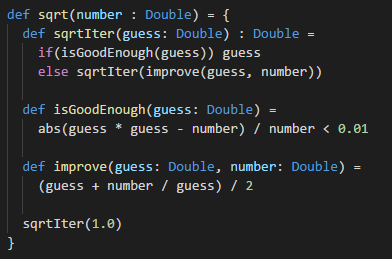 def sqrt(number : Double) = {
  def sqrtIter(guess: Double) : Double =
    if(isGoodEnough(guess)) guess
    else sqrtIter(improve(guess, number))
  def isGoodEnough(guess: Double) =
    abs(guess * guess - number) / number < 0.01
  def improve(guess: Double, number: Double) =
    (guess + number / guess) / 2
  sqrtIter(1.0)
}